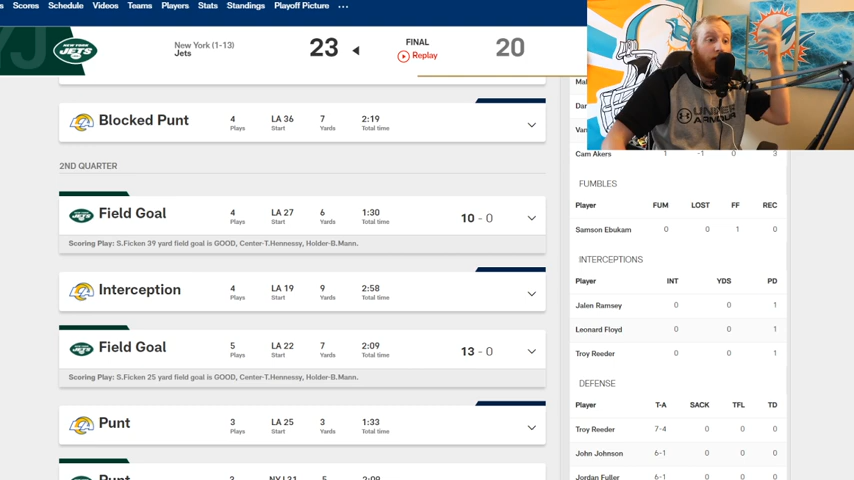 Scores Schedule Videos Teams Players Stats Standings Playoff Picture ...
NEW YORK
JETS
New York (1-13)
Jets
23
FINAL
Replay
20
UNDER ARMOUR
Blocked Punt 4 Plays LA 36 Start 7 Yards 2:19 Total time
2ND QUARTER
Field Goal 4 Plays LA 27 Start 6 Yards 1:30 Total time 10 - 0
Scoring Play: S.Ficken 39 yard field goal is GOOD, Center-T.Hennessy, Holder-B.Mann.
Interception 4 Plays LA 19 Start 9 Yards 2:58 Total time
Field Goal 5 Plays LA 22 Start 7 Yards 2:09 Total time 13 - 0
Scoring Play: S.Ficken 25 yard field goal is GOOD, Center-T.Hennessy, Holder-B.Mann.
Punt 3 Plays LA 25 Start 3 Yards 1:33 Total time
Cam Akers 1 -1 0 3
FUMBLES
Player FUM LOST FF REC
Samson Ebukam 0 0 1 0
INTERCEPTIONS
Player INT YDS PD
Jalen Ramsey 0 0 1
Leonard Floyd 0 0 1
Troy Reeder 0 0 1
DEFENSE
Player T-A SACK TFL TD
Troy Reeder 7-4 0 0 0
John Johnson 6-1 0 0 0
Jordan Fuller 6-1 0 0 0